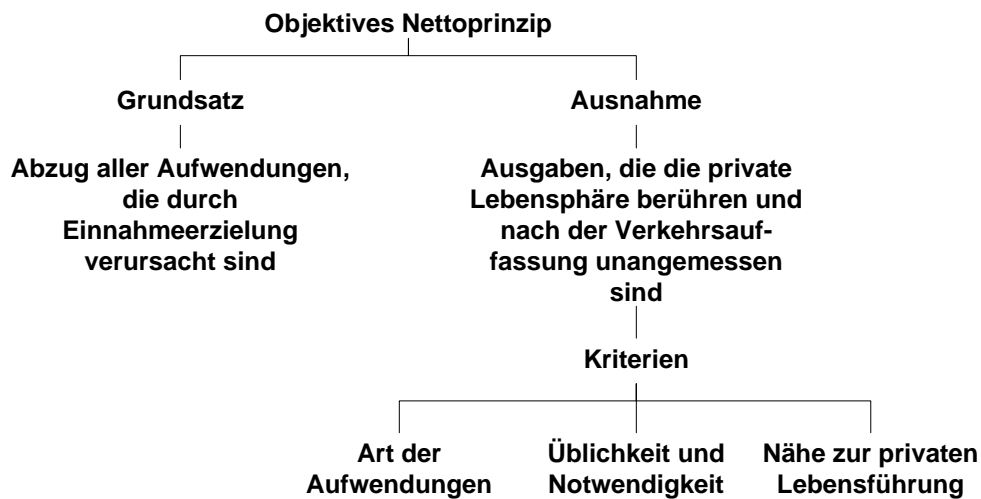 Objektives Nettoprinzip
Grundsatz
Ausnahme
Abzug aller Aufwendungen,
die durch
Einnahmeerzielung
verursacht sind
Ausgaben, die die private
Lebensphäre berühren und
nach der Verkehrsauf-
fassung unangemessen
sind
Kriterien
Art der
Aufwendungen
Üblichkeit und
Notwendigkeit
Nähe zur privaten
Lebensführung